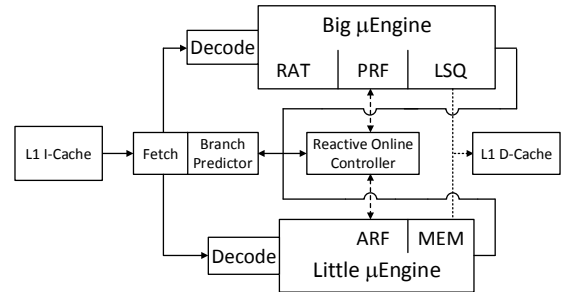 Big µEngine
Decode
RAT
PRF
LSQ
L1 I-Cache
Fetch
Branch
Predictor
Reactive Online
Controller
L1 D-Cache
Decode
ARF
MEM
Little µEngine